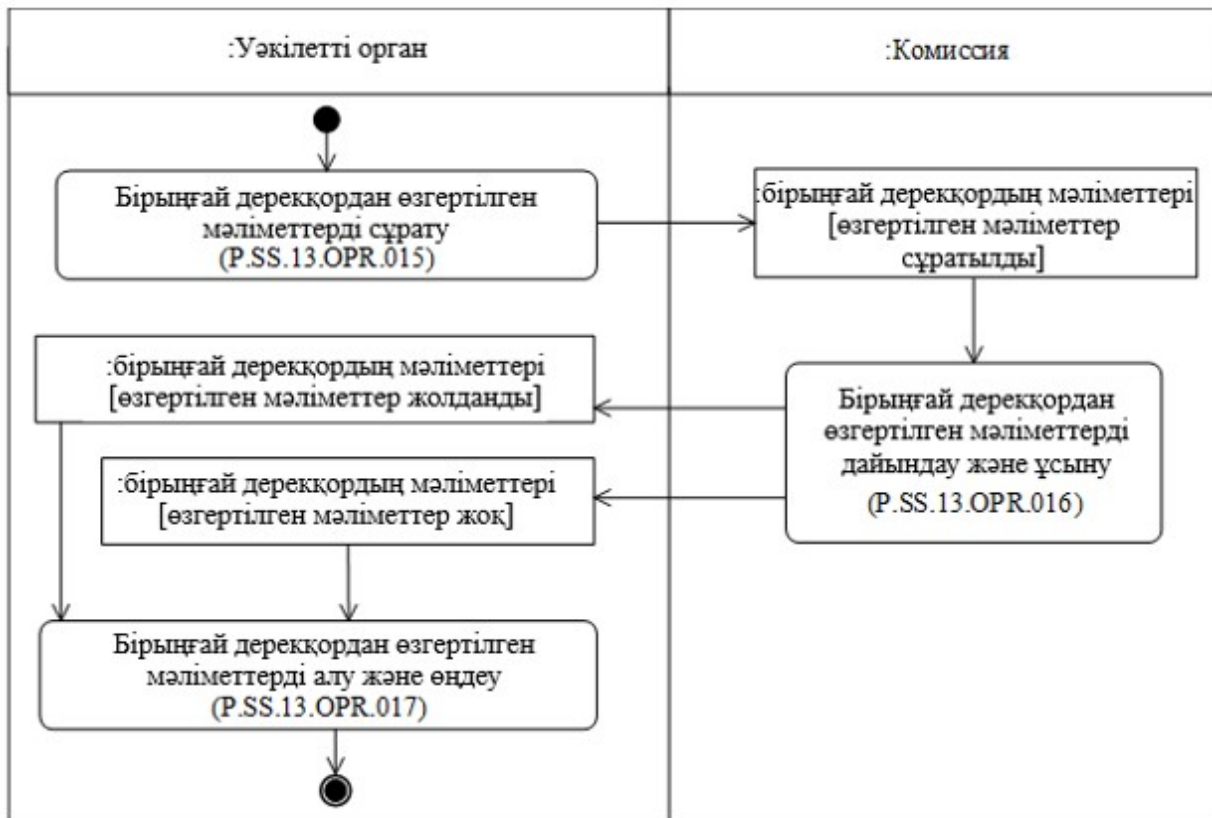 :Уәкілетті орган
:Комиссия
Бірыңғай дерекқордан өзгертілген
мәліметтерді сұрату
(P.SS.13.OPR.015)
:бірыңғай дерекқордың мәліметтері
[өзгертілген мәліметтер
сұратылды]
:бірыңғай дерекқордың мәліметтері
[өзгертілген мәліметтер жолданды]
Бірыңғай дерекқордан
өзгертілген мәліметтерді
дайындау және ұсыну
(P.SS.13.OPR.016)
:бірыңғай дерекқордың мәліметтері
[өзгертілген мәліметтер жоқ]
Бірыңғай дерекқордан өзгертілген
мәліметтерді алу және өңдеу
(P.SS.13.OPR.017)